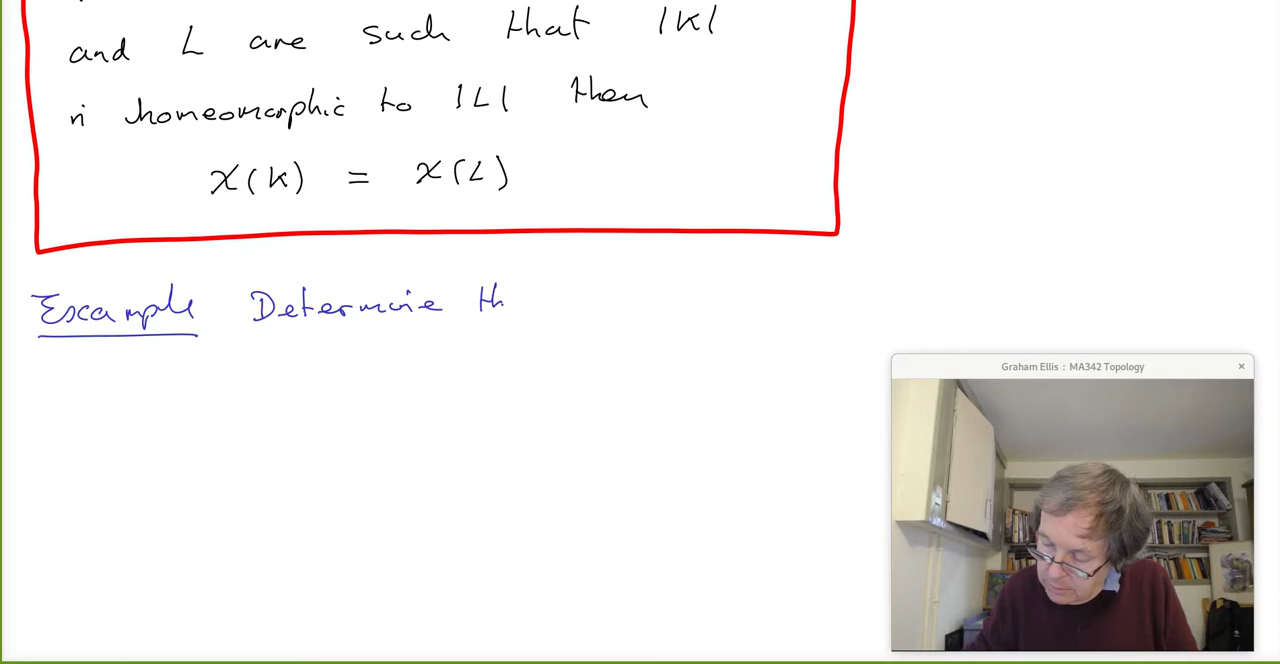 and L are such that |K|
is homeomorphic to |L| then
χ(K) = χ(L)
Example Determine th
Graham Ellis : MA342 Topology